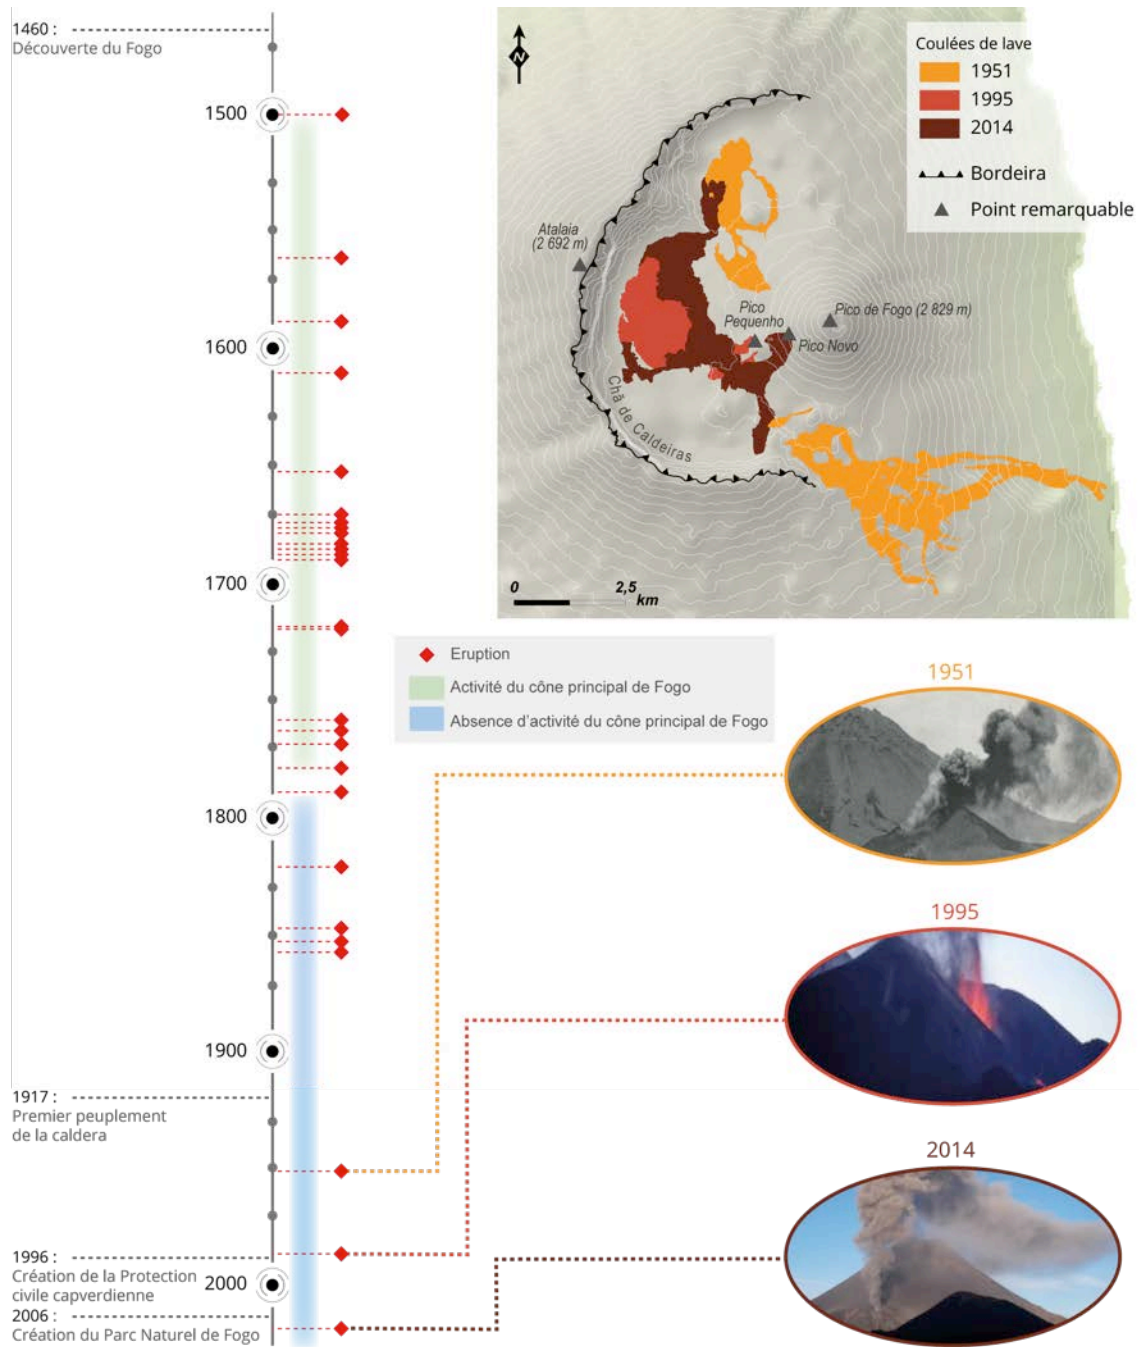 1460 :
Découverte du Fogo
1500
1600
1700
1800
1900
1917 :
Premier peuplement
de la caldera
1996 :
Création de la Protection
civile capverdienne
2000
2006 :
Création du Parc Naturel de Fogo
N
Coulées de lave
1951
1995
2014
Bordeira
Point remarquable
Atalaia
(2 692 m)
Pico
Pequenho
Pico de Fogo (2 829 m)
Pico Novo
Chã de Caldeiras
0 2,5
km
Eruption
Activité du cône principal de Fogo
Absence d'activité du cône principal de Fogo
1951
1995
2014